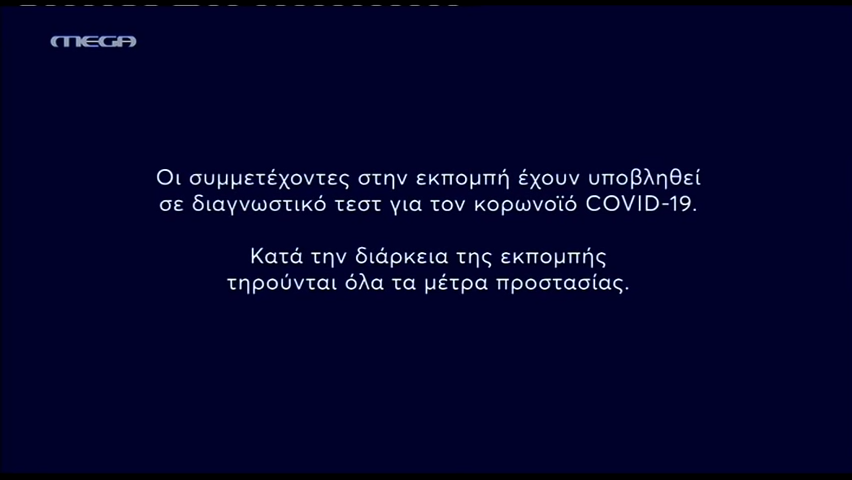 MEGA
Οι συμμετέχοντες στην εκπομπή έχουν υποβληθεί
σε διαγνωστικό τεστ για τον κορωνοϊό COVID-19.
Κατά την διάρκεια της εκπομπής
τηρούνται όλα τα μέτρα προστασίας.